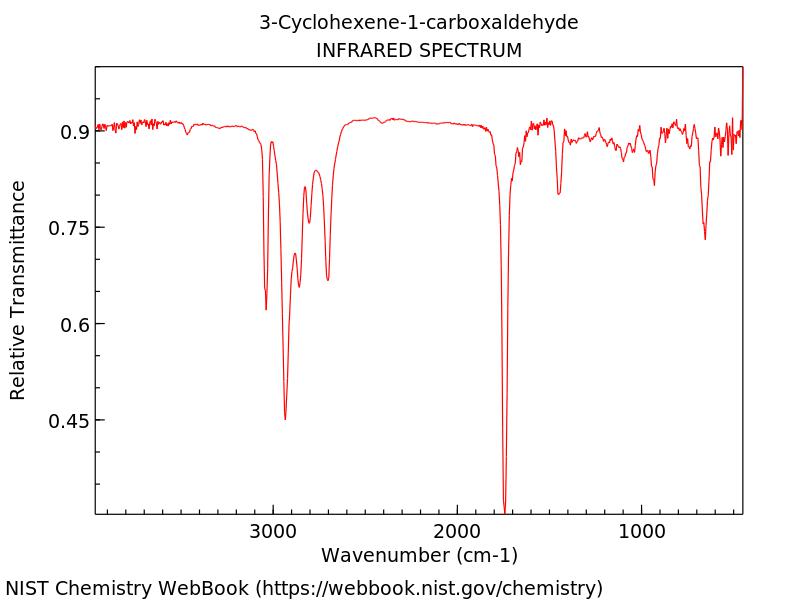 3-Cyclohexene-1-carboxaldehyde
INFRARED SPECTRUM
Relative Transmittance
0.9
0.75
0.6
0.45
3000 2000 1000
Wavenumber (cm-1)
NIST Chemistry WebBook (https://webbook.nist.gov/chemistry)